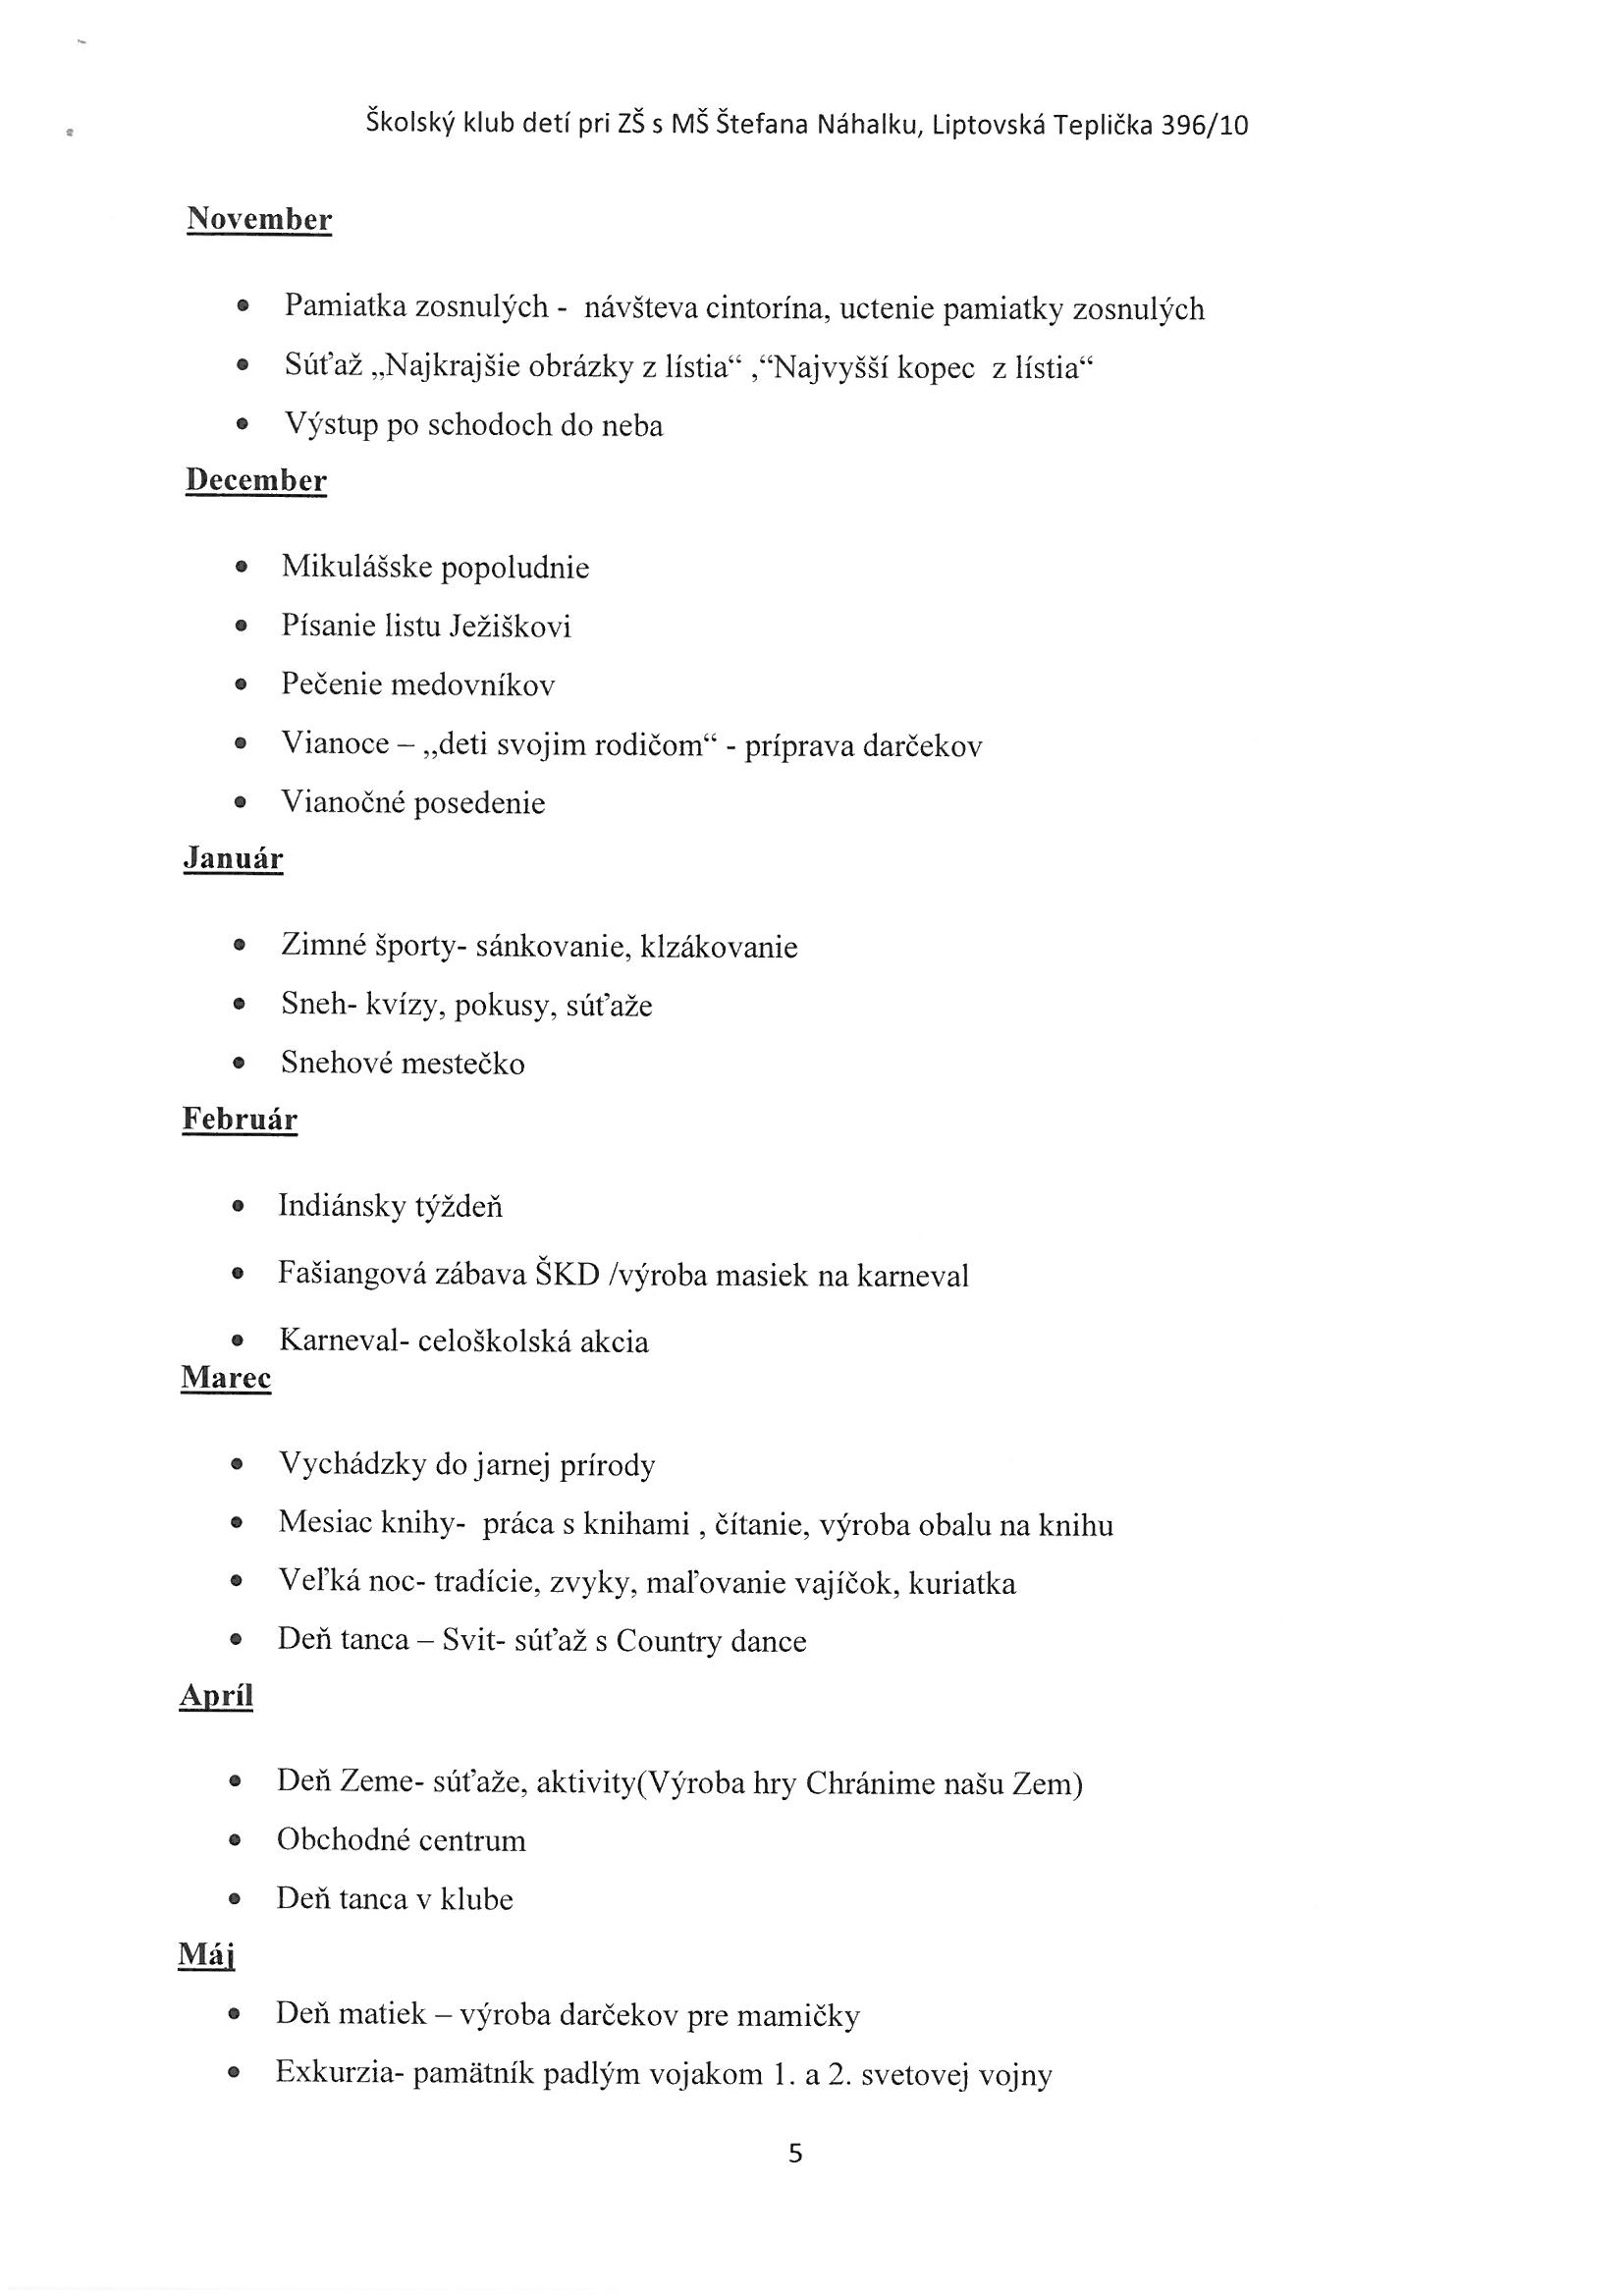 Školský klub detí pri ZŠ s MŠ Štefana Náhalku, Liptovská Teplička 396/10
November
• Pamiatka zosnulých - návšteva cintorína, uctenie pamiatky zosnulých
• Súťaž „Najkrajšie obrázky z lístia“ ,“Najvyšší kopec z lístia“
• Výstup po schodoch do neba
December
• Mikulášske popoludnie
• Písanie listu Ježiškovi
• Pečenie medovníkov
• Vianoce – „deti svojim rodičom“ - príprava darčekov
• Vianočné posedenie
Január
• Zimné športy- sánkovanie, klzákovanie
• Sneh- kvízy, pokusy, súťaže
• Snehové mestečko
Február
• Indiánsky týždeň
• Fašiangová zábava ŠKD /výroba masiek na karneval
• Karneval- celoškolská akcia
Marec
• Vychádzky do jarnej prírody
• Mesiac knihy- práca s knihami , čítanie, výroba obalu na knihu
• Veľká noc- tradície, zvyky, maľovanie vajíčok, kuriatka
• Deň tanca – Svit- súťaž s Country dance
Apríl
• Deň Zeme- súťaže, aktivity(Výroba hry Chránime našu Zem)
• Obchodné centrum
• Deň tanca v klube
Máj
• Deň matiek – výroba darčekov pre mamičky
• Exkurzia- pamätník padlým vojakom 1. a 2. svetovej vojny
5